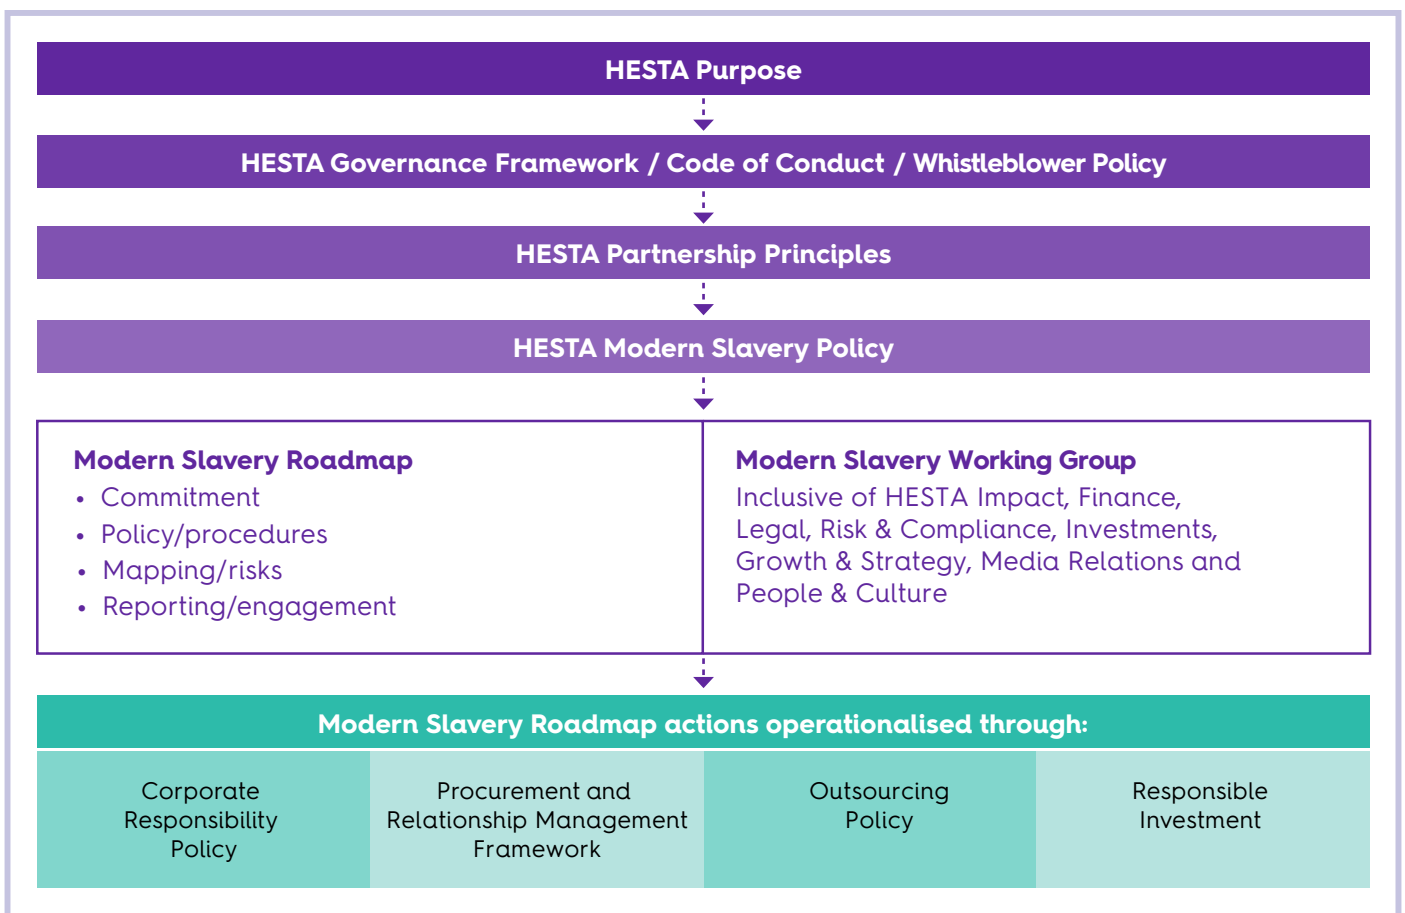 HESTA Purpose
HESTA Governance Framework / Code of Conduct / Whistleblower Policy
HESTA Partnership Principles
HESTA Modern Slavery Policy
Modern Slavery Roadmap
• Commitment
• Policy/procedures
• Mapping/risks
• Reporting/engagement
Modern Slavery Working Group
Inclusive of HESTA Impact, Finance,
Legal, Risk & Compliance, Investments,
Growth & Strategy, Media Relations and
People & Culture
Modern Slavery Roadmap actions operationalised through:
Corporate
Responsibility
Policy
Procurement and
Relationship Management
Framework
Outsourcing
Policy
Responsible
Investment